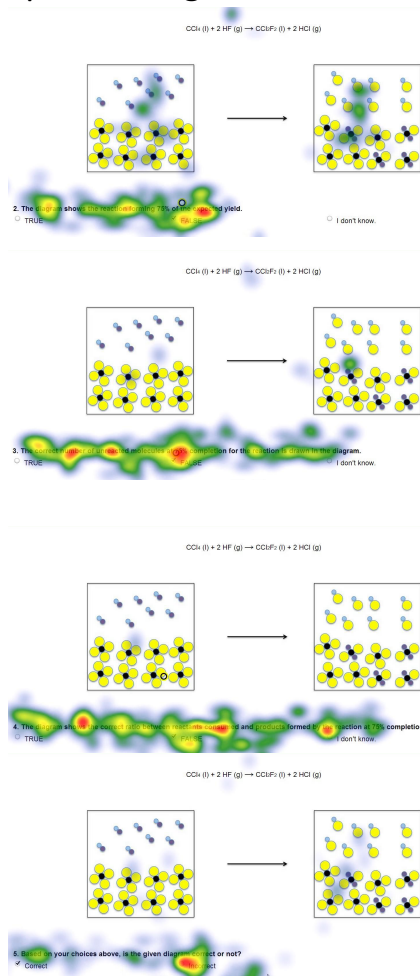 CCl4 (l) + 2 HF (g) → CCl2F2 (l) + 2 HCl (g)
2. The diagram shows the reaction forming 75% of the expected yield.
TRUE FALSE I don't know.
CCl4 (l) + 2 HF (g) → CCl2F2 (l) + 2 HCl (g)
3. The correct number of unreacted molecules at completion for the reaction is drawn in the diagram.
TRUE FALSE I don't know.
CCl4 (l) + 2 HF (g) → CCl2F2 (l) + 2 HCl (g)
4. The diagram shows the correct ratio between reactants consumed and products formed by the reaction at 75% completio
TRUE FALSE I don't know.
CCl4 (l) + 2 HF (g) → CCl2F2 (l) + 2 HCl (g)
5. Based on your choices above, is the given diagram correct or not?
Correct Incorrect